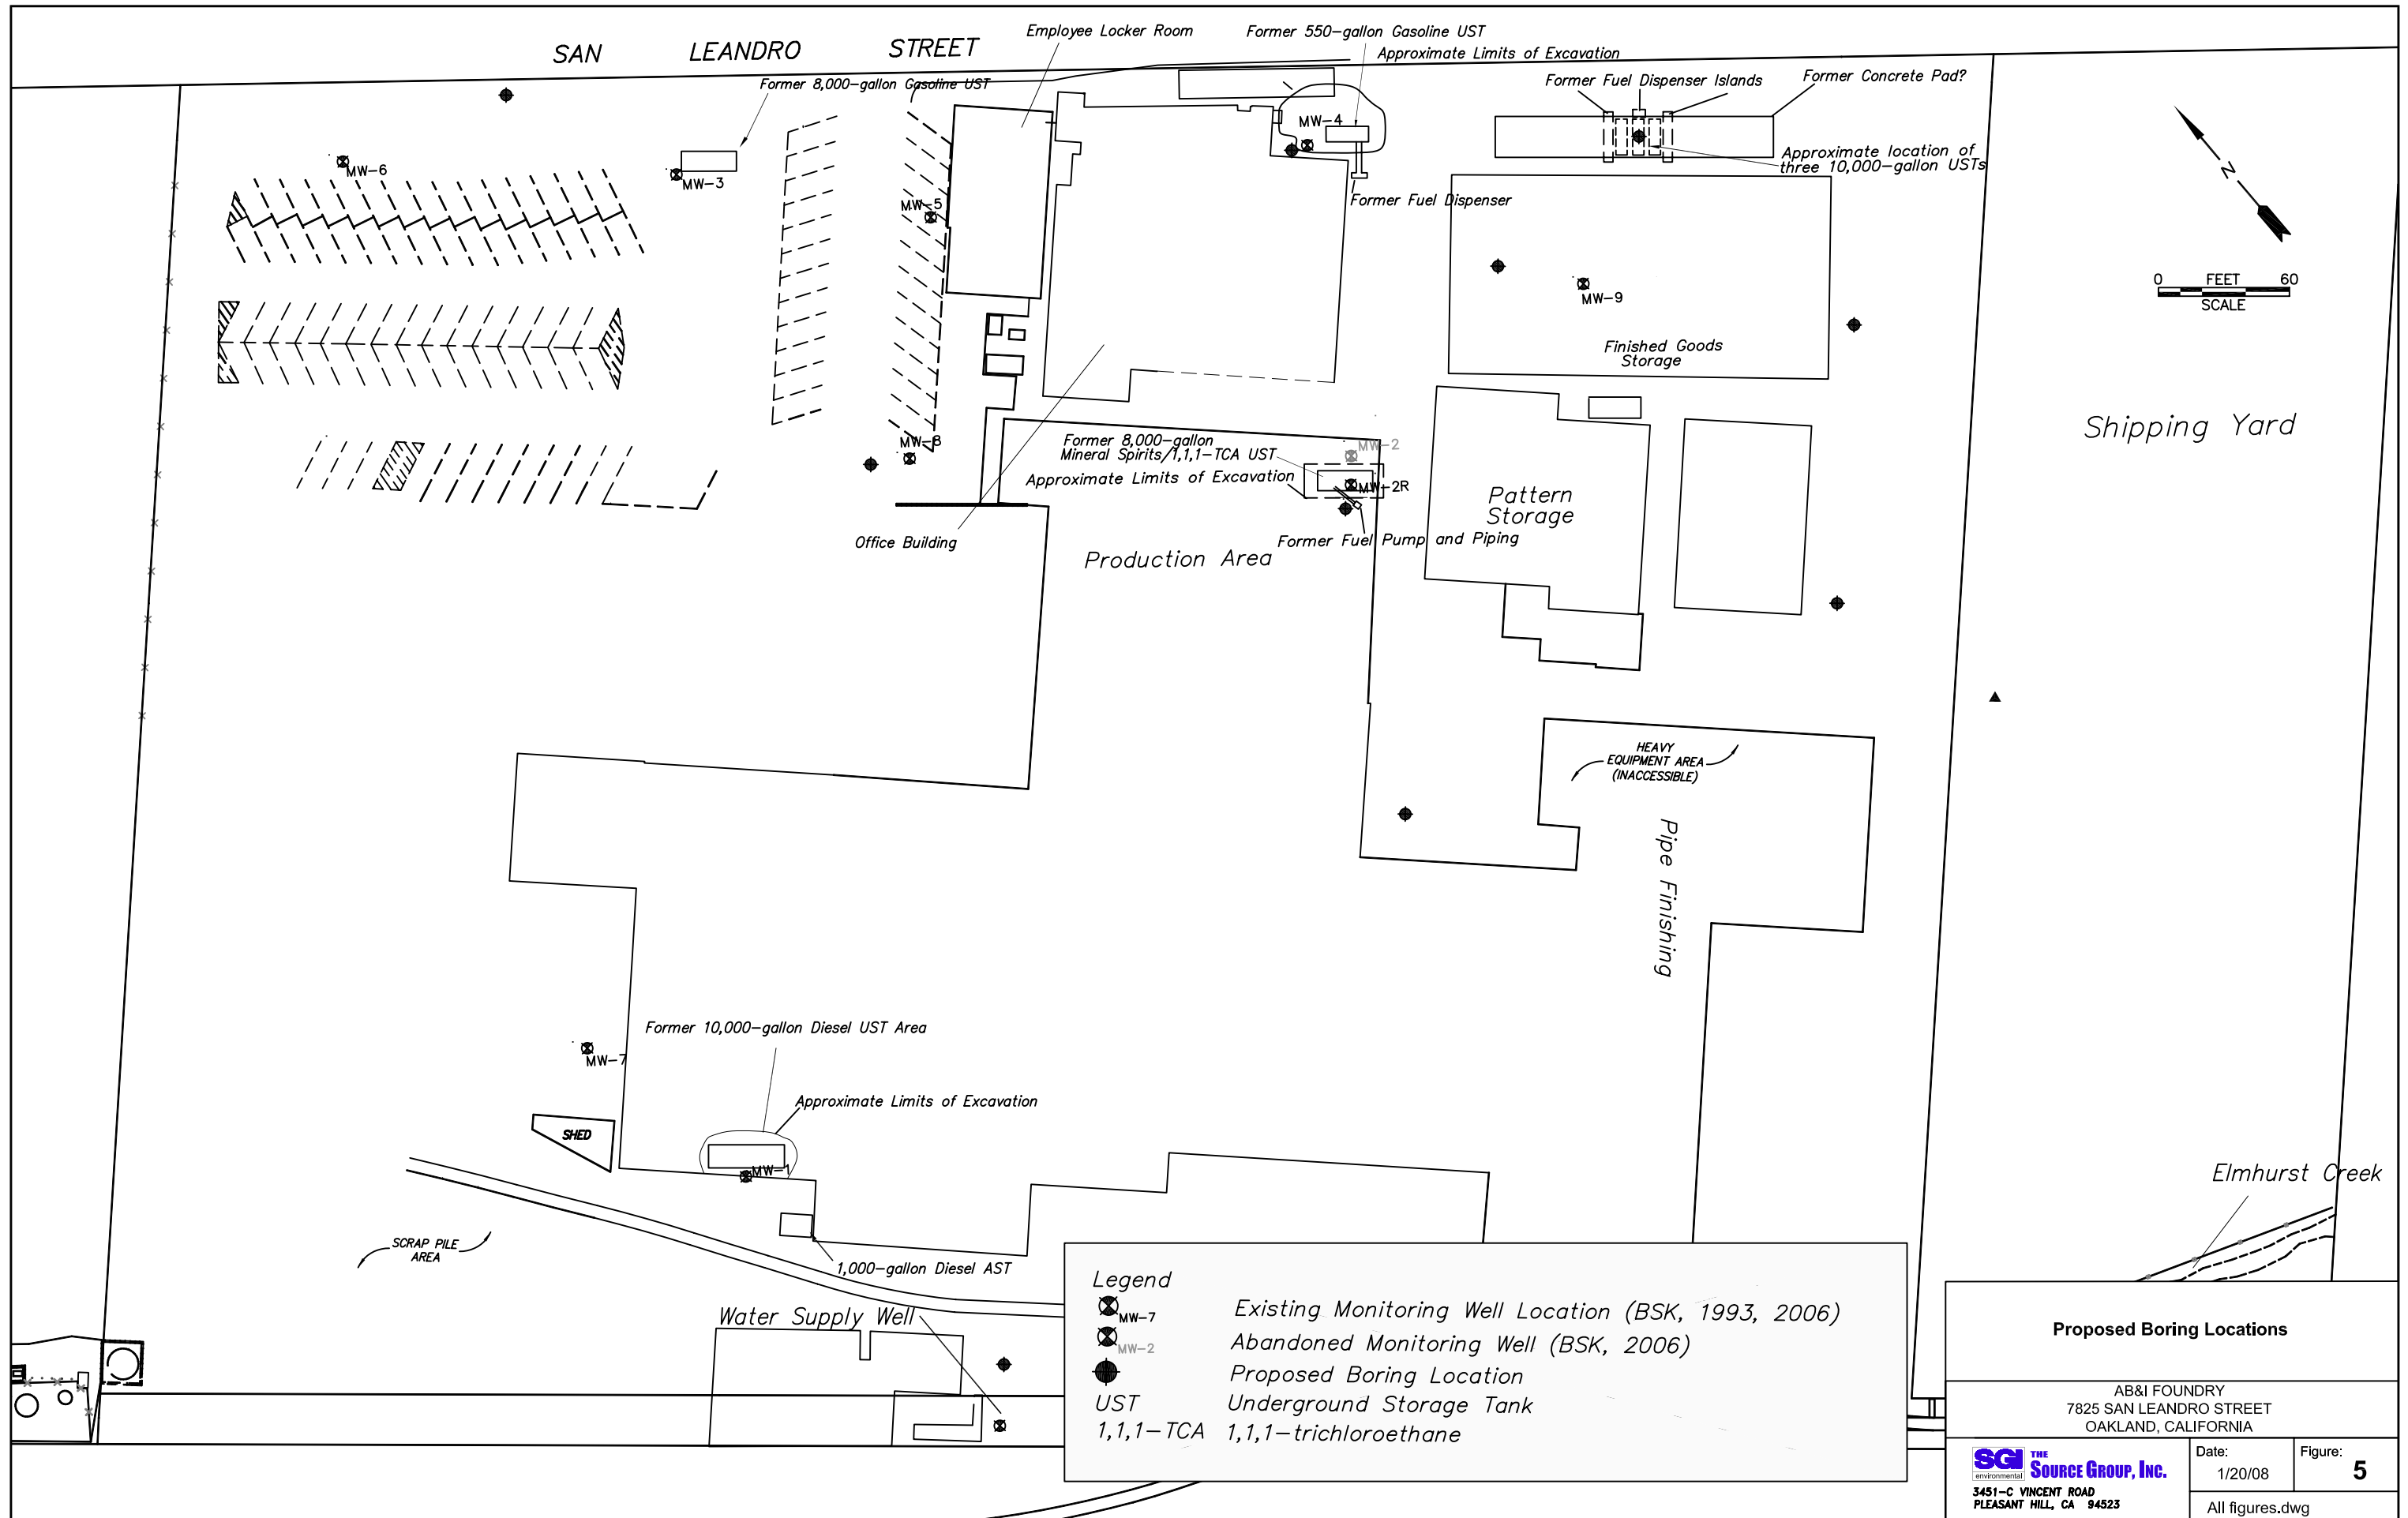 SAN LEANDRO STREET
Employee Locker Room
Former 550-gallon Gasoline UST
Approximate Limits of Excavation
Former 8,000-gallon Gasoline UST
Former Fuel Dispenser Islands
Former Concrete Pad?
MW-4
Approximate location of
three 10,000-gallon USTs
MW-6
MW-3
MW-5
Former Fuel Dispenser
N
MW-9
0 FEET 60
SCALE
Finished Goods
Storage
Shipping Yard
MW-8
Former 8,000-gallon
Mineral Spirits/1,1,1-TCA UST
MW-2
Approximate Limits of Excavation
MW-2R
Pattern
Storage
Office Building
Former Fuel Pump and Piping
Production Area
HEAVY
EQUIPMENT AREA
(INACCESSIBLE)
Pipe Finishing
Former 10,000-gallon Diesel UST Area
MW-7
Approximate Limits of Excavation
SHED
MW-1
Elmhurst Creek
SCRAP PILE
AREA
1,000-gallon Diesel AST
Water Supply Well
Legend
MW-7 Existing Monitoring Well Location (BSK, 1993, 2006)
MW-2 Abandoned Monitoring Well (BSK, 2006)
Proposed Boring Location
UST Underground Storage Tank
1,1,1-TCA 1,1,1-trichloroethane
Proposed Boring Locations
AB&I FOUNDRY
7825 SAN LEANDRO STREET
OAKLAND, CALIFORNIA
SGI
environmental
THE
SOURCE GROUP, INC.
3451-C VINCENT ROAD
PLEASANT HILL, CA 94523
Date:
1/20/08
Figure:
5
All figures.dwg